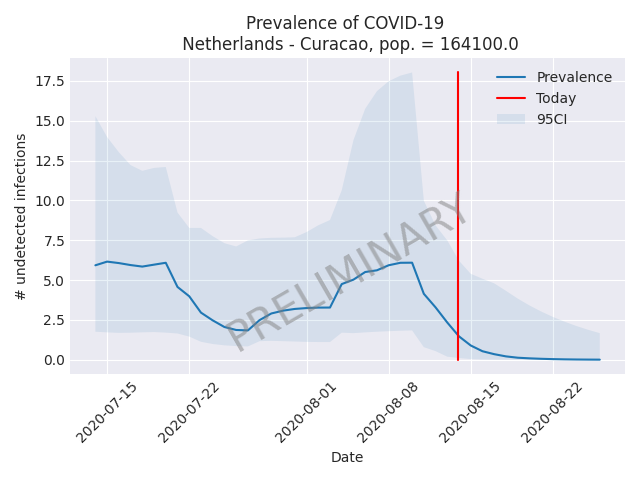 Prevalence of COVID-19
Netherlands - Curacao, pop. = 164100.0
Prevalence
Today
95CI
# undetected infections
17.5
15.0
12.5
10.0
7.5
5.0
2.5
0.0
PRELIMINARY
2020-07-15
2020-07-22
2020-08-01
2020-08-08
2020-08-15
2020-08-22
Date